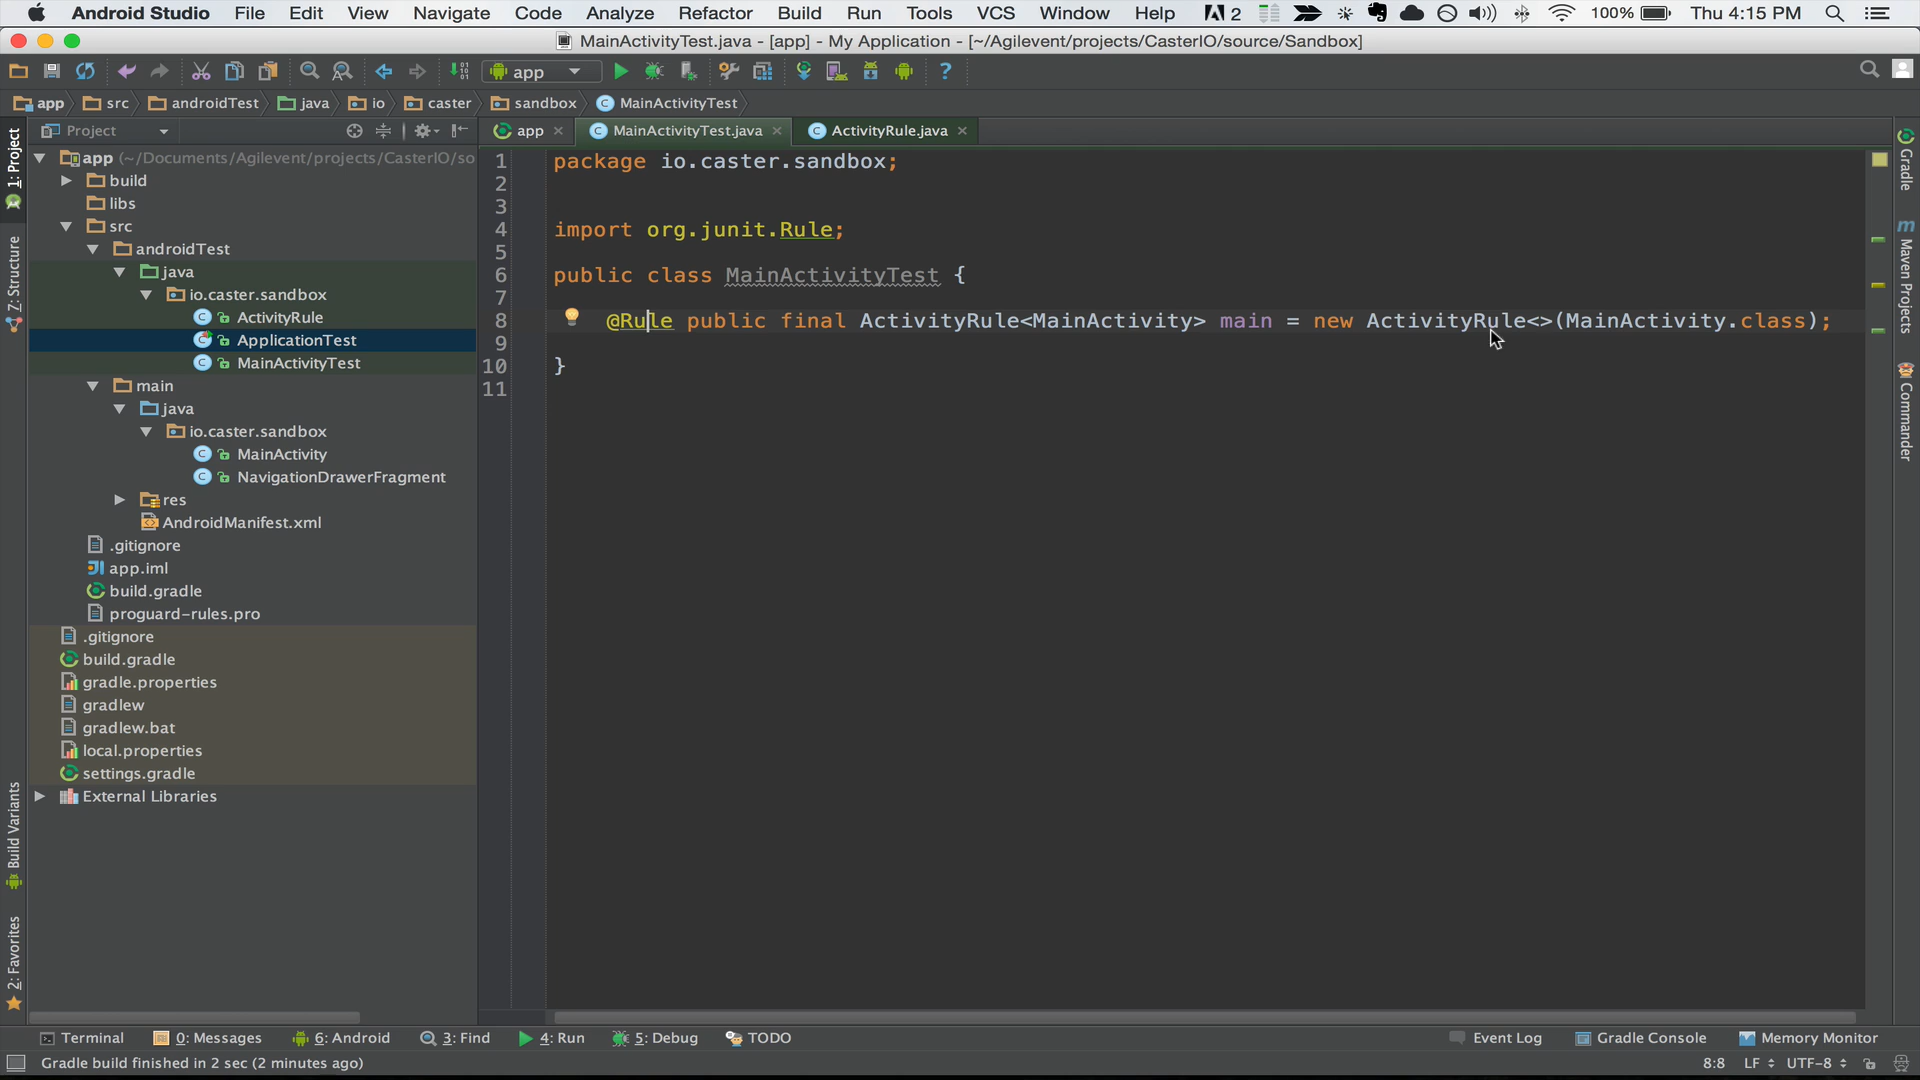 Android Studio File Edit View Navigate Code Analyze Refactor Build Run Tools VCS Window Help 2 100% Thu 4:15 PM
MainActivityTest.java - [app] - My Application - [~/Agilevent/projects/CasterIO/source/Sandbox]
app
app src androidTest java io caster sandbox MainActivityTest
Project app MainActivityTest.java ActivityRule.java
app (~/Documents/Agilevent/projects/CasterIO/so
build
libs
src
androidTest
java
io.caster.sandbox
ActivityRule
ApplicationTest
MainActivityTest
main
java
io.caster.sandbox
MainActivity
NavigationDrawerFragment
res
AndroidManifest.xml
.gitignore
app.iml
build.gradle
proguard-rules.pro
.gitignore
build.gradle
gradle.properties
gradlew
gradlew.bat
local.properties
settings.gradle
External Libraries
1: Project
7: Structure
Build Variants
2: Favorites
1 package io.caster.sandbox;
2
3
4 import org.junit.Rule;
5
6 public class MainActivityTest {
7
8 @Rule public final ActivityRule<MainActivity> main = new ActivityRule<>(MainActivity.class);
9
10 }
11
Gradle
m Maven Projects
Commander
Terminal 0: Messages 6: Android 3: Find 4: Run 5: Debug TODO Event Log Gradle Console Memory Monitor
Gradle build finished in 2 sec (2 minutes ago) 8:8 LF UTF-8